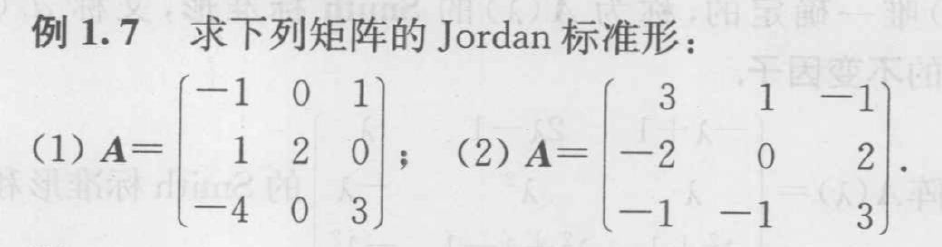 例1.7 求下列矩阵的 Jordan 标准形:
(1) A= [ -1 0 1
1 2 0
-4 0 3 ] ; (2) A= [ 3 1 -1
-2 0 2
-1 -1 3 ] .